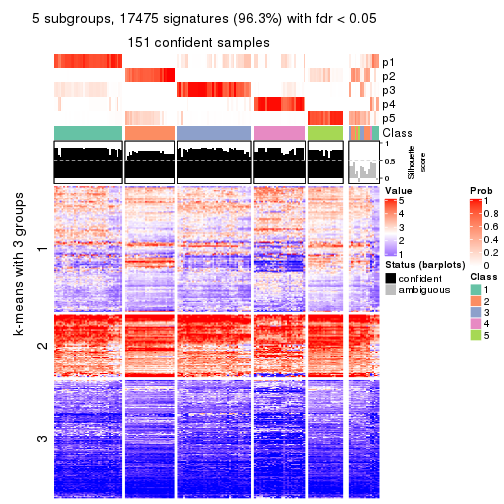 5 subgroups, 17475 signatures (96.3%) with fdr < 0.05
151 confident samples
p1
p2
p3
p4
p5
Class
1
0.5
0
Silhouette
score
k-means with 3 groups
1
2
3
Value
5
4
3
2
1
Status (barplots)
confident
ambiguous
Prob
1
0.8
0.6
0.4
0.2
0
Class
1
2
3
4
5